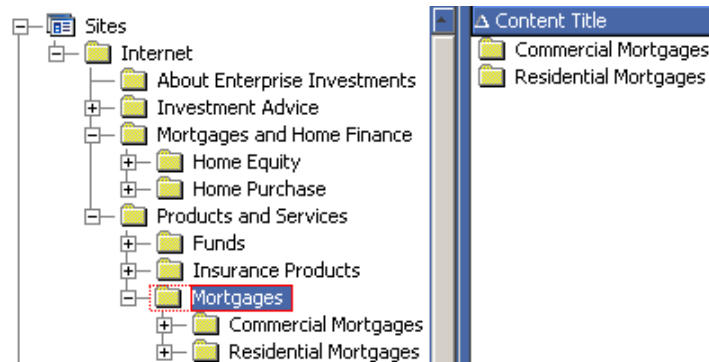 Sites
Internet
About Enterprise Investments
Investment Advice
Mortgages and Home Finance
Home Equity
Home Purchase
Products and Services
Funds
Insurance Products
Mortgages
Commercial Mortgages
Residential Mortgages
Content Title
Commercial Mortgages
Residential Mortgages